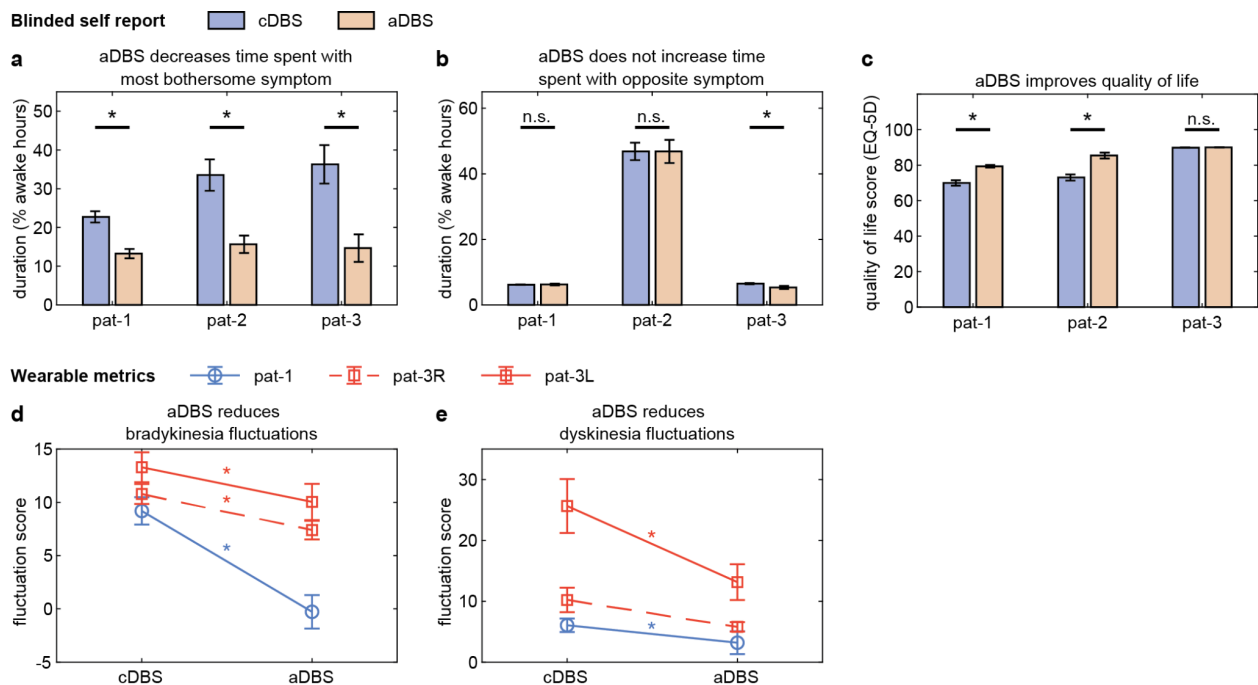 Blinded self report cDBS aDBS
a
aDBS decreases time spent with
most bothersome symptom
duration (% awake hours)
50
40
30
20
10
0
*
*
*
pat-1 pat-2 pat-3
b
aDBS does not increase time
spent with opposite symptom
duration (% awake hours)
60
40
20
0
n.s.
n.s.
*
pat-1 pat-2 pat-3
c
aDBS improves quality of life
quality of life score (EQ-5D)
100
80
60
40
20
0
*
*
n.s.
pat-1 pat-2 pat-3
Wearable metrics pat-1 pat-3R pat-3L
d
aDBS reduces
bradykinesia fluctuations
fluctuation score
15
10
5
0
-5
*
*
*
cDBS aDBS
e
aDBS reduces
dyskinesia fluctuations
fluctuation score
30
20
10
0
*
*
cDBS aDBS